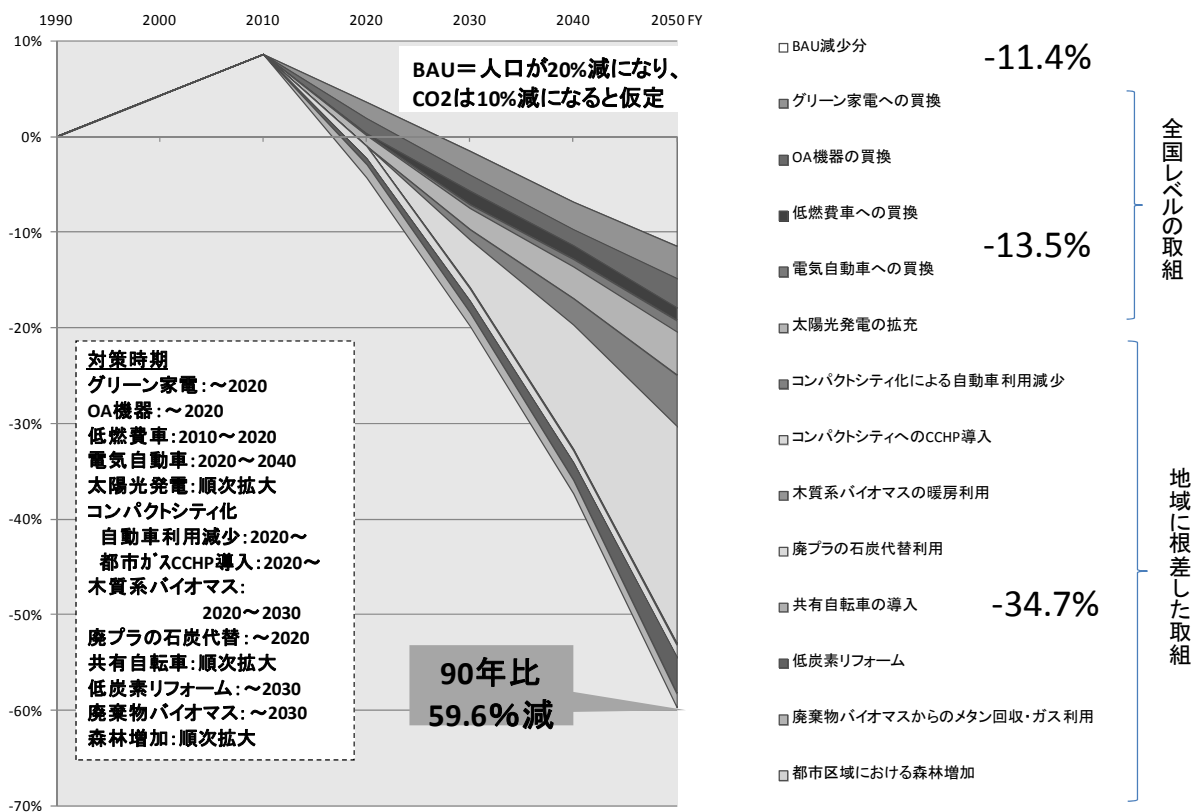 1990 2000 2010 2020 2030 2040 2050 FY
10%
0%
-10%
-20%
-30%
-40%
-50%
-60%
-70%
BAU＝人口が20%減になり、
CO2は10%減になると仮定
対策時期
グリーン家電：～2020
OA機器：～2020
低燃費車：2010～2020
電気自動車：2020～2040
太陽光発電：順次拡大
コンパクトシティ化
自動車利用減少：2020～
都市ｶﾞｽCCHP導入：2020～
木質系バイオマス：
2020～2030
廃プラの石炭代替：～2020
共有自転車：順次拡大
低炭素リフォーム：～2030
廃棄物バイオマス：～2030
森林増加：順次拡大
90年比
59.6％減
BAU減少分
-11.4%
グリーン家電への買換
OA機器の買換
低燃費車への買換
-13.5%
電気自動車への買換
太陽光発電の拡充
全国レベルの取組
コンパクトシティ化による自動車利用減少
コンパクトシティへのCCHP導入
木質系バイオマスの暖房利用
廃プラの石炭代替利用
共有自転車の導入
-34.7%
低炭素リフォーム
廃棄物バイオマスからのメタン回収・ガス利用
都市区域における森林増加
地域に根差した取組